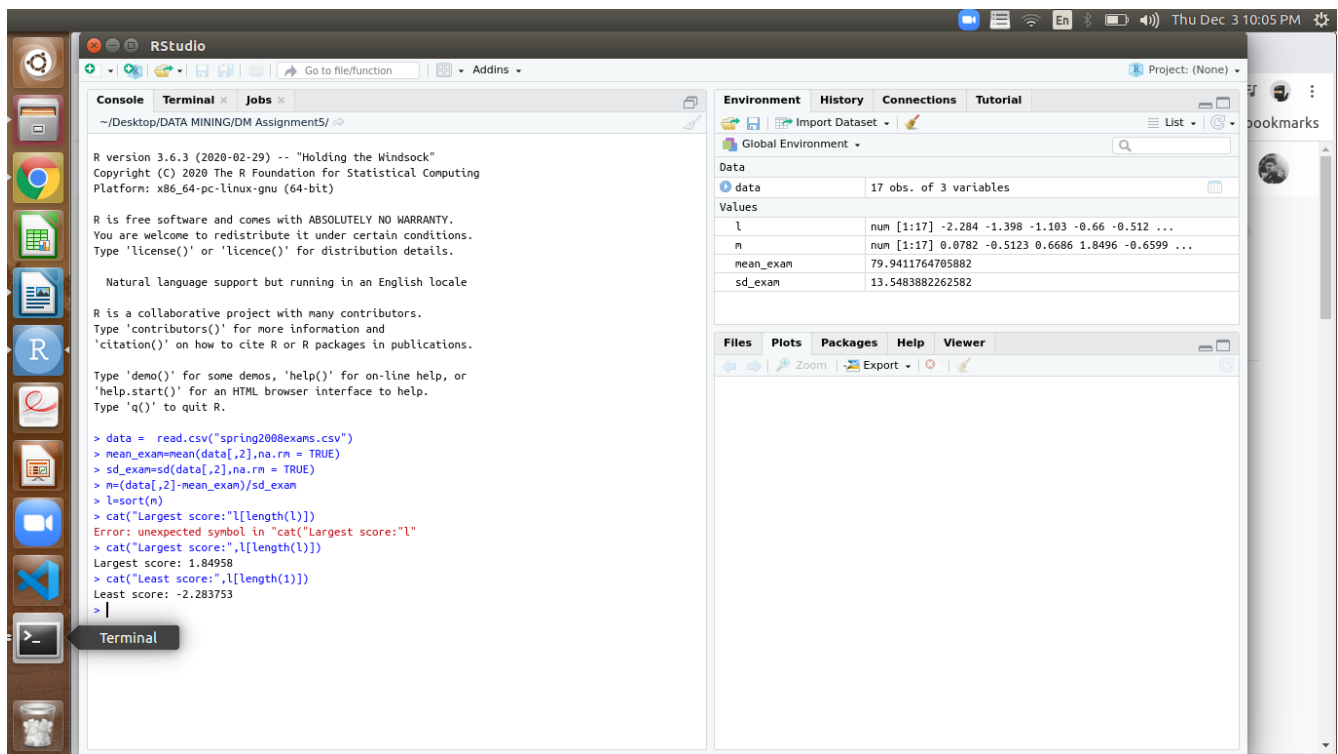 En Thu Dec 3 10:05 PM
RStudio
Go to file/function Addins
Project: (None)
Console Terminal Jobs
~/Desktop/DATA MINING/DM Assignment5/
R version 3.6.3 (2020-02-29) -- "Holding the Windsock"
Copyright (C) 2020 The R Foundation for Statistical Computing
Platform: x86_64-pc-linux-gnu (64-bit)
R is free software and comes with ABSOLUTELY NO WARRANTY.
You are welcome to redistribute it under certain conditions.
Type 'license()' or 'licence()' for distribution details.
Natural language support but running in an English locale
R is a collaborative project with many contributors.
Type 'contributors()' for more information and
'citation()' on how to cite R or R packages in publications.
Type 'demo()' for some demos, 'help()' for on-line help, or
'help.start()' for an HTML browser interface to help.
Type 'q()' to quit R.
> data =  read.csv("spring2008exams.csv")
> mean_exam=mean(data[,2],na.rm = TRUE)
> sd_exam=sd(data[,2],na.rm = TRUE)
> m=(data[,2]-mean_exam)/sd_exam
> l=sort(m)
> cat("Largest score:"l[length(l)])
Error: unexpected symbol in "cat("Largest score:"l"
> cat("Largest score:",l[length(l)])
Largest score: 1.84958
> cat("Least score:",l[length(1)])
Least score: -2.283753
>
Terminal
Environment History Connections Tutorial
Import Dataset List
Global Environment
Data
data 17 obs. of 3 variables
Values
l num [1:17] -2.284 -1.398 -1.103 -0.66 -0.512 ...
m num [1:17] 0.0782 -0.5123 0.6686 1.8496 -0.6599 ...
mean_exam 79.9411764705882
sd_exam 13.5483882262582
Files Plots Packages Help Viewer
Zoom Export
R